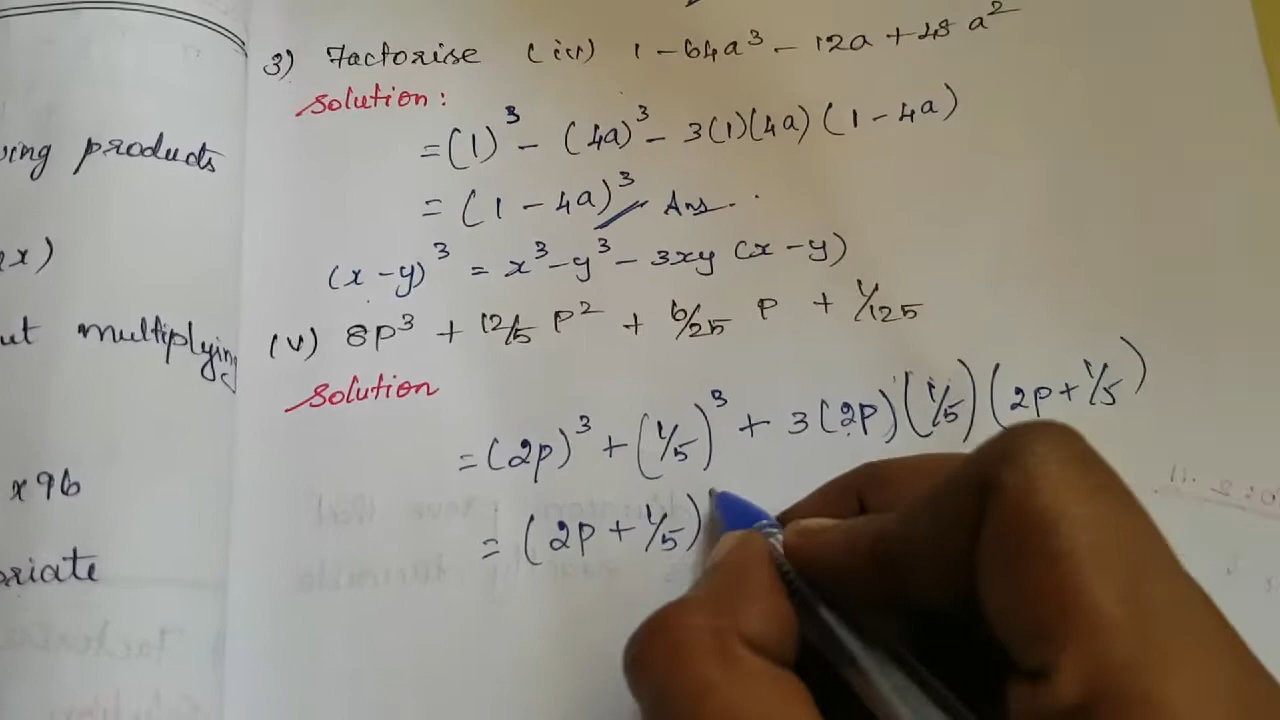 ing products
x)
ut multiplying
x 96
riate
3) Factorise (iv) 1 - 64a³ - 12a + 48a²
Solution:
= (1)³ - (4a)³ - 3(1)(4a)(1 - 4a)
= (1 - 4a)³ Ans.
(x - y)³ = x³ - y³ - 3xy (x - y)
(v) 8p³ + 12/5 p² + 6/25 p + 1/125
Solution
= (2p)³ + (1/5)³ + 3(2p)(1/5)(2p + 1/5)
= (2p + 1/5)